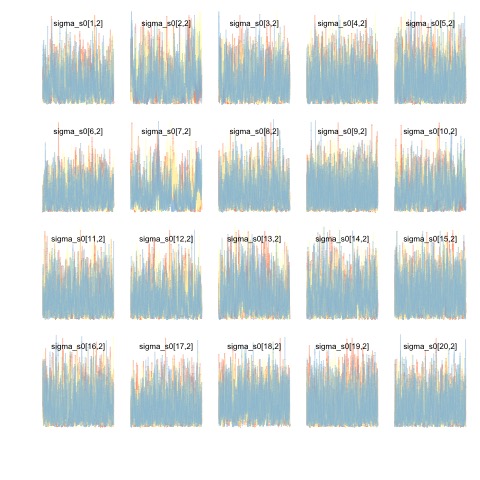 sigma_s0[1,2] sigma_s0[2,2] sigma_s0[3,2] sigma_s0[4,2] sigma_s0[5,2]
sigma_s0[6,2] sigma_s0[7,2] sigma_s0[8,2] sigma_s0[9,2] sigma_s0[10,2]
sigma_s0[11,2] sigma_s0[12,2] sigma_s0[13,2] sigma_s0[14,2] sigma_s0[15,2]
sigma_s0[16,2] sigma_s0[17,2] sigma_s0[18,2] sigma_s0[19,2] sigma_s0[20,2]